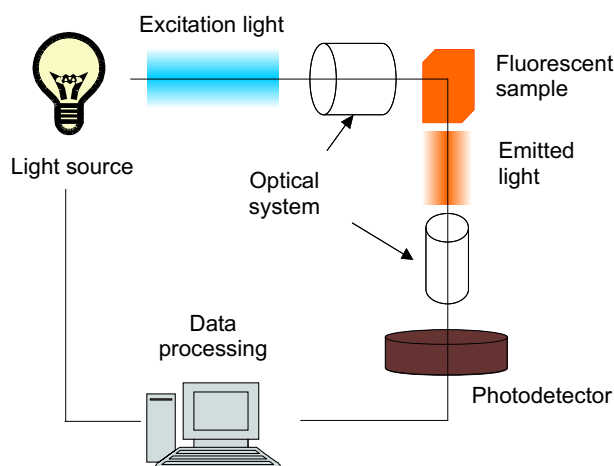 Excitation light
Fluorescent
sample
Light source
Emitted
light
Optical
system
Data
processing
Photodetector